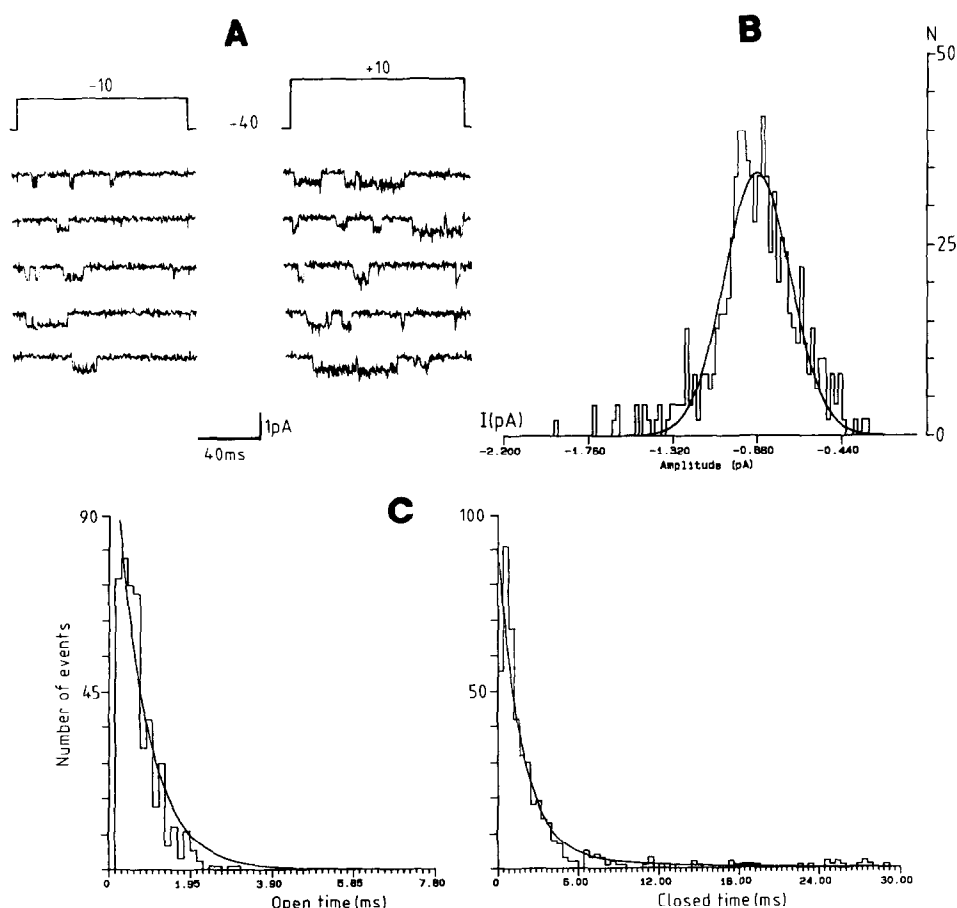 A
B
N
-10
+10
-40
50
25
0
1pA
40ms
I(pA)
-2.200 -1.760 -1.320 -0.880 -0.440
Amplitude (pA)
C
90
45
0
Number of events
0 1.95 3.90 5.85 7.80
Open time (ms)
100
50
0
0 6.00 12.00 18.00 24.00 30.00
Closed time (ms)